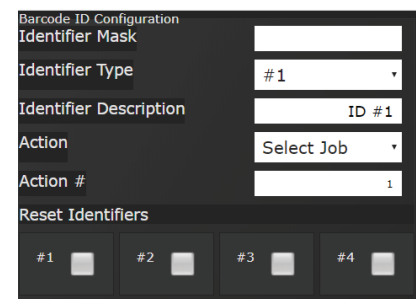 Barcode ID Configuration
Identifier Mask
Identifier Type #1
Identifier Description ID #1
Action Select Job
Action # 1
Reset Identifiers
#1 #2 #3 #4